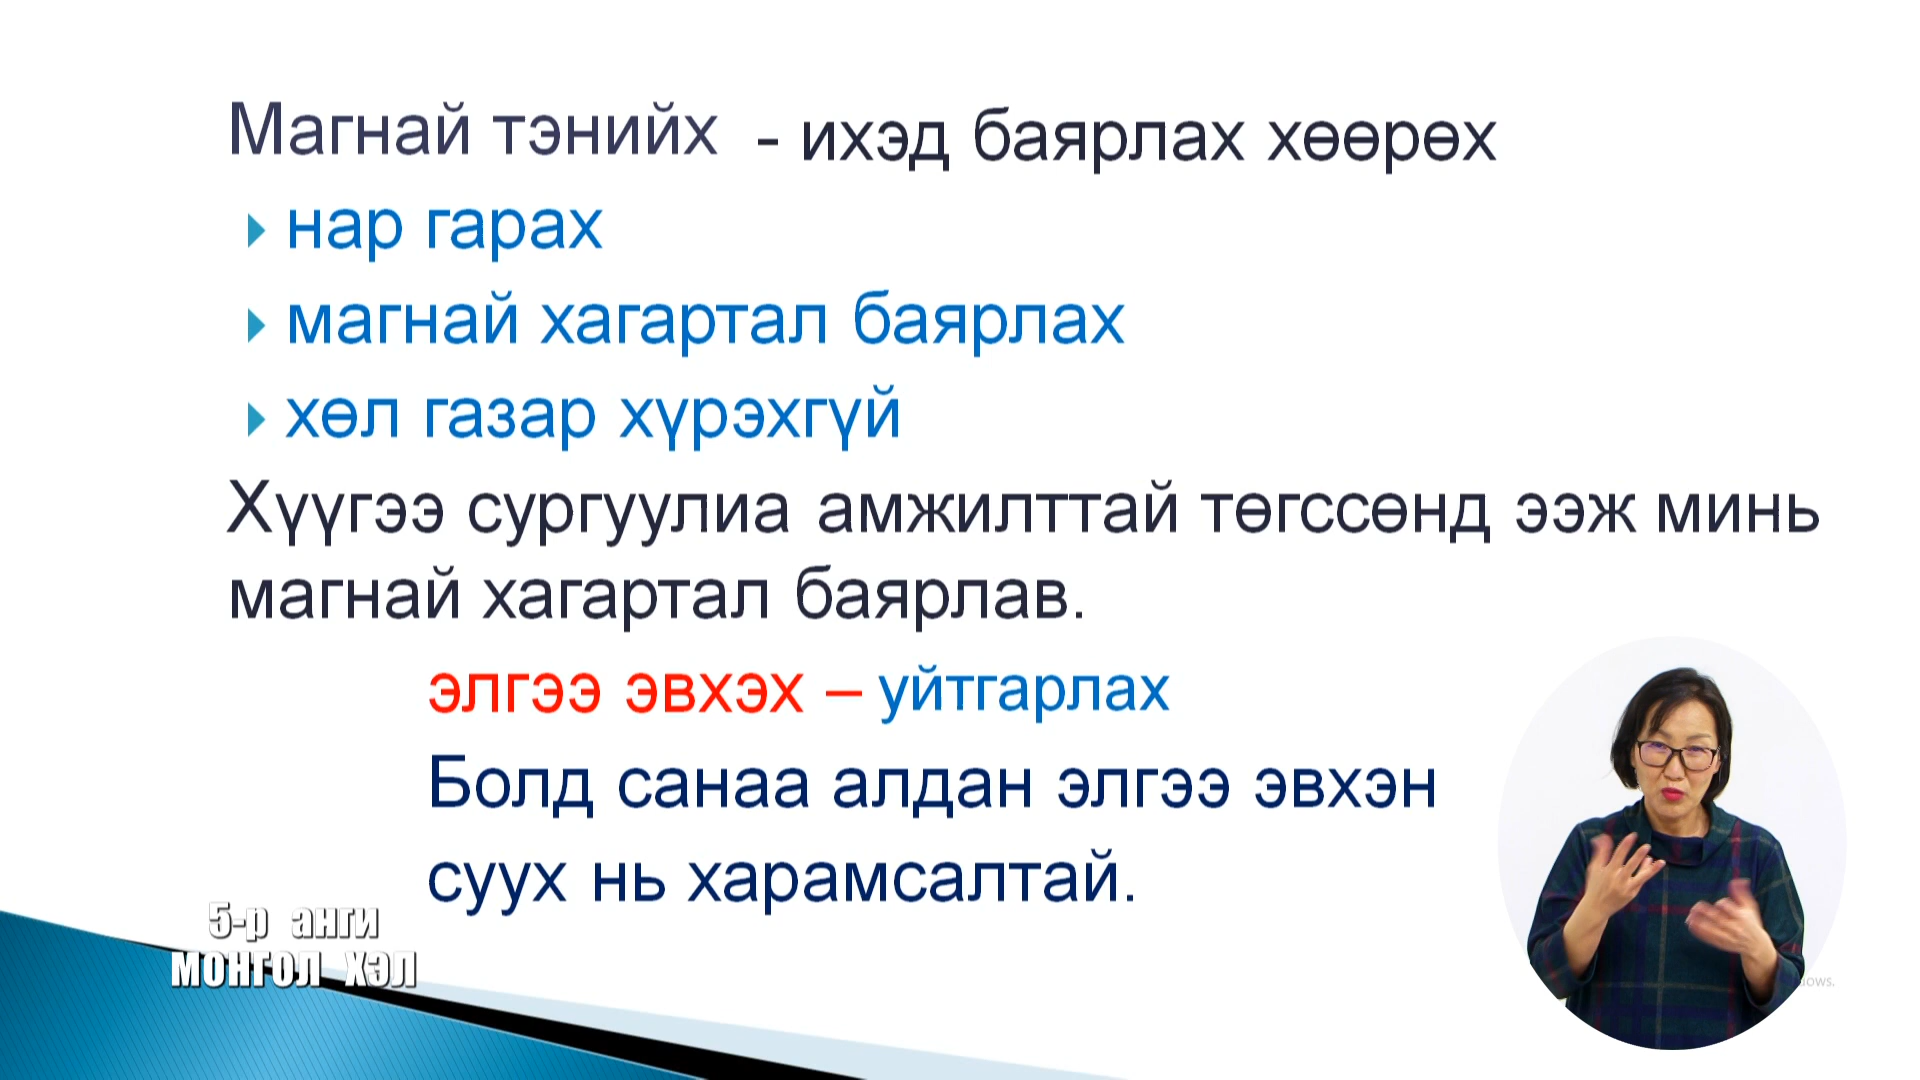 Магнай тэнийх - ихэд баярлах хөөрөх
нар гарах
магнай хагартал баярлах
хөл газар хүрэхгүй
Хүүгээ сургуулиа амжилттай төгссөнд ээж минь
магнай хагартал баярлав.
элгээ эвхэх – уйтгарлах
Болд санаа алдан элгээ эвхэн
суух нь харамсалтай.
5-р анги
МОНГОЛ ХЭЛ